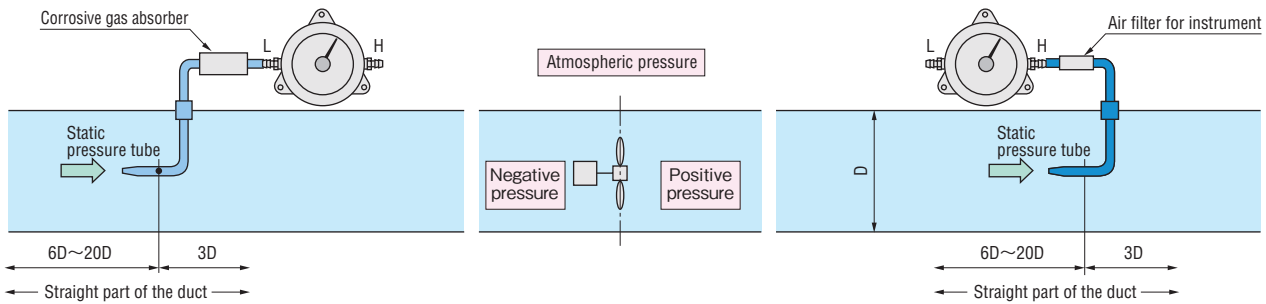 Corrosive gas absorber
L
H
Static
pressure tube
6D〜20D
3D
Straight part of the duct
Atmospheric pressure
Negative
pressure
Positive
pressure
L
H
Air filter for instrument
Static
pressure tube
D
6D〜20D
3D
Straight part of the duct